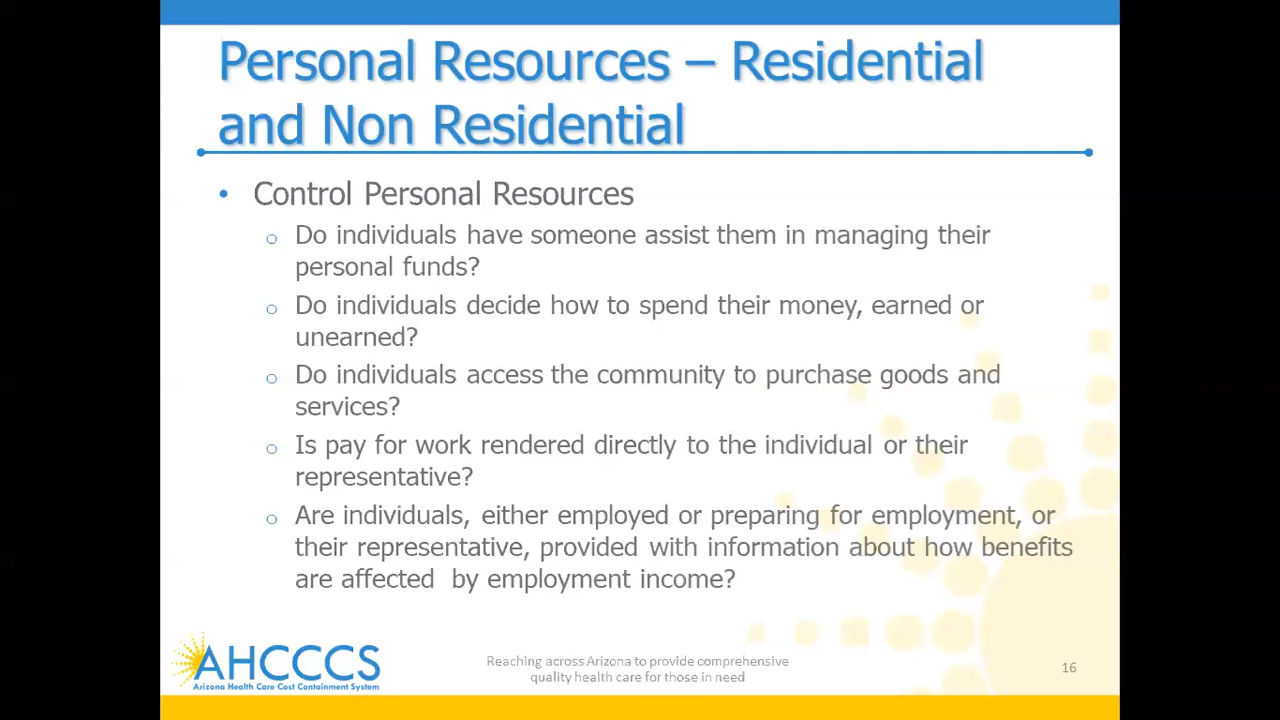 Personal Resources – Residential
and Non Residential
• Control Personal Resources
o Do individuals have someone assist them in managing their
personal funds?
o Do individuals decide how to spend their money, earned or
unearned?
o Do individuals access the community to purchase goods and
services?
o Is pay for work rendered directly to the individual or their
representative?
o Are individuals, either employed or preparing for employment, or
their representative, provided with information about how benefits
are affected  by employment income?
AHCCCS
Arizona Health Care Cost Containment System
Reaching across Arizona to provide comprehensive
quality health care for those in need
16